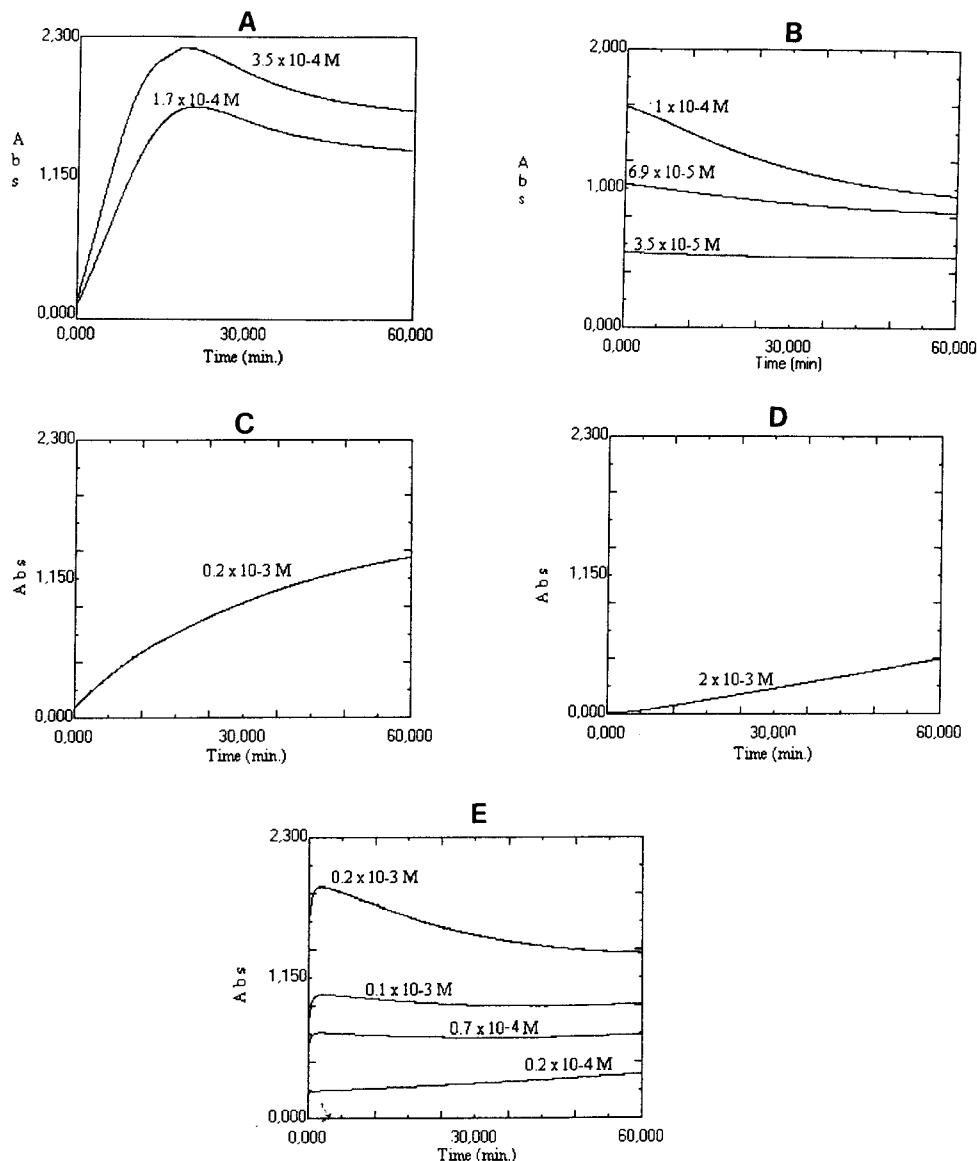 A
2,300
3.5 x 10-4 M
1.7 x 10-4 M
Abs
1,150
0,000
0,000 30,000 60,000
Time (min.)
B
2,000
1 x 10-4 M
Abs
6.9 x 10-5 M
1,000
3.5 x 10-5 M
0,000
0,000 30,000 60,000
Time (min)
C
2,300
0.2 x 10-3 M
Abs
1,150
0,000
0,000 30,000 60,000
Time (min.)
D
2,300
Abs
1,150
2 x 10-3 M
0,000
0,000 30,000 60,000
Time (min.)
E
2,300
0.2 x 10-3 M
Abs
1,150
0.1 x 10-3 M
0.7 x 10-4 M
0.2 x 10-4 M
0,000
0,000 30,000 60,000
Time (min.)